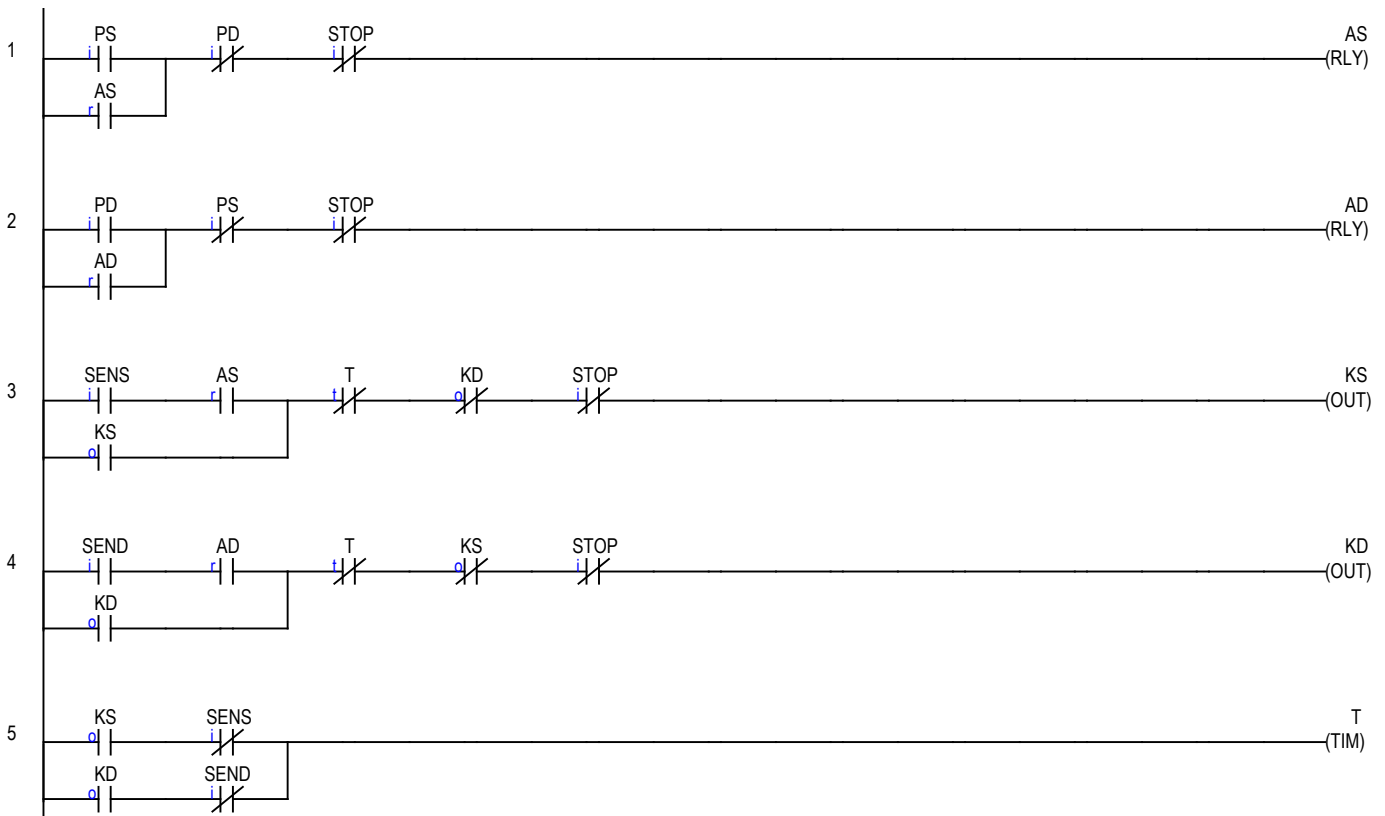 PS PD STOP AS
1 i i i (RLY)
AS
r
PD PS STOP AD
2 i i i (RLY)
AD
r
SENS AS T KD STOP KS
3 i r t o i (OUT)
KS
o
SEND AD T KS STOP KD
4 i r t o i (OUT)
KD
o
KS SENS T
5 o i (TIM)
KD SEND
o i